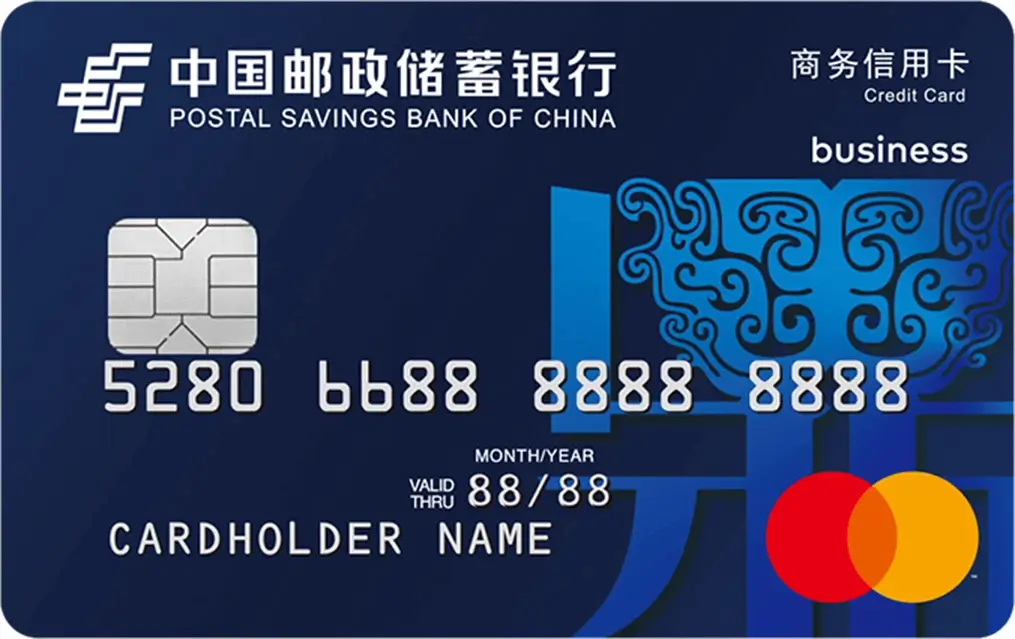 中国邮政储蓄银行
POSTAL SAVINGS BANK OF CHINA
商务信用卡
Credit Card
business
5280 6688 8888 8888
MONTH/YEAR
VALID THRU 88/88
CARDHOLDER NAME